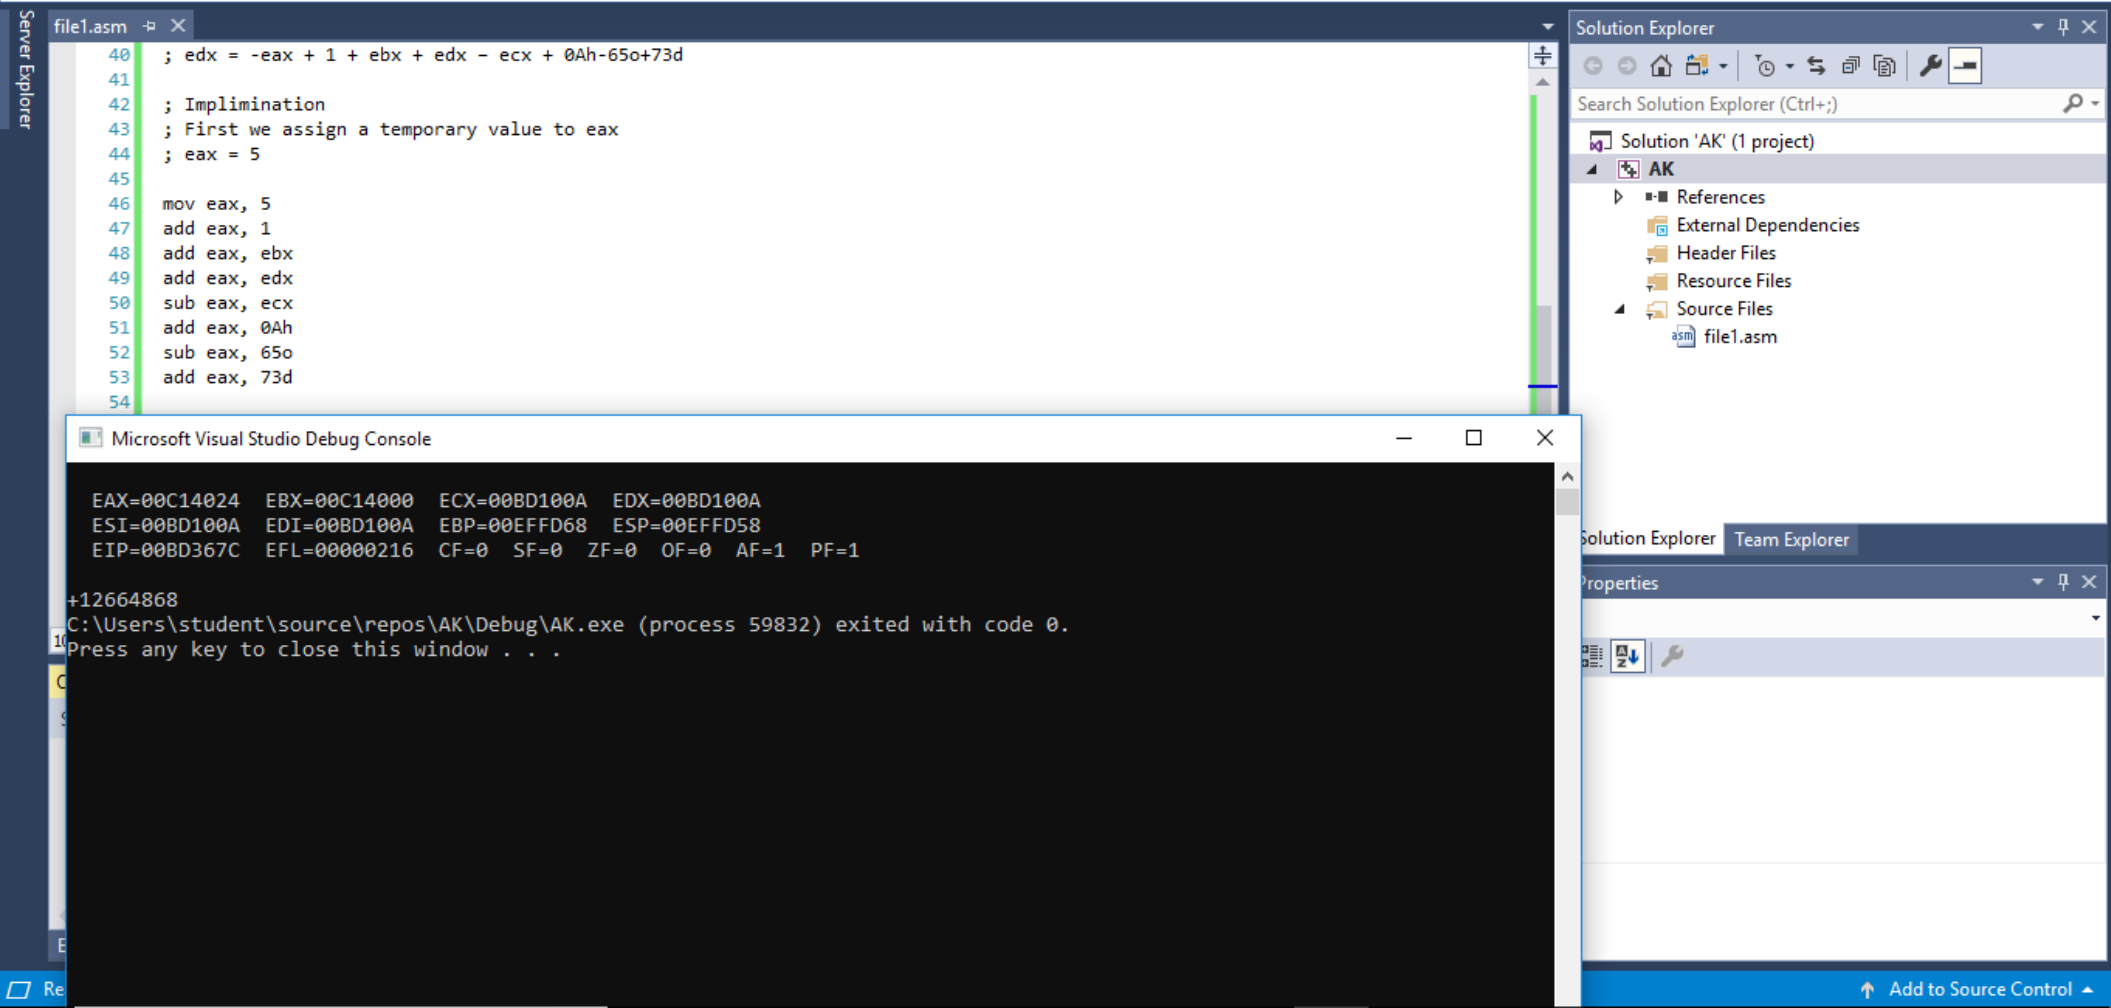 Server Explorer
file1.asm
40 ; edx = -eax + 1 + ebx + edx – ecx + 0Ah-65o+73d
41
42 ; Implimination
43 ; First we assign a temporary value to eax
44 ; eax = 5
45
46 mov eax, 5
47 add eax, 1
48 add eax, ebx
49 add eax, edx
50 sub eax, ecx
51 add eax, 0Ah
52 sub eax, 65o
53 add eax, 73d
54
Microsoft Visual Studio Debug Console
EAX=00C14024 EBX=00C14000 ECX=00BD100A EDX=00BD100A
ESI=00BD100A EDI=00BD100A EBP=00EFFD68 ESP=00EFFD58
EIP=00BD367C EFL=00000216 CF=0 SF=0 ZF=0 OF=0 AF=1 PF=1
+12664868
C:\Users\student\source\repos\AK\Debug\AK.exe (process 59832) exited with code 0.
Press any key to close this window . . .
Solution Explorer
Search Solution Explorer (Ctrl+;)
Solution 'AK' (1 project)
AK
References
External Dependencies
Header Files
Resource Files
Source Files
asm file1.asm
Solution Explorer Team Explorer
Properties
Re
Add to Source Control